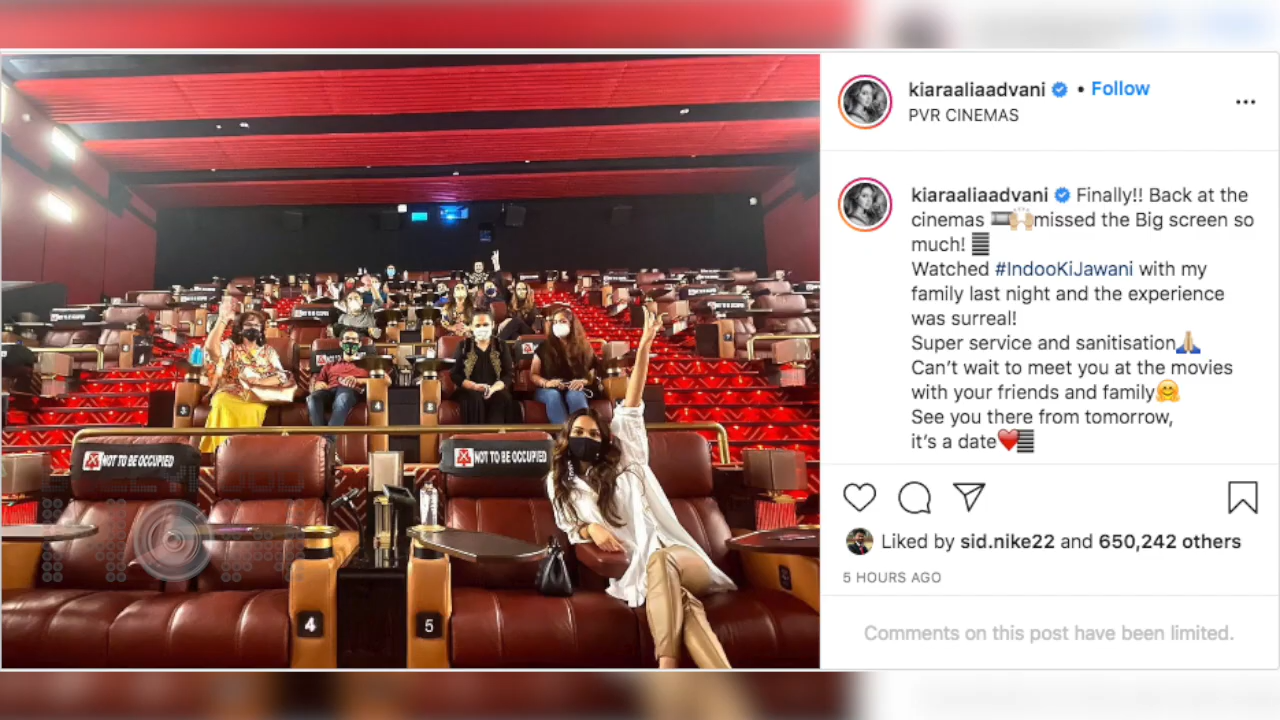 kiaraaliaadvani • Follow
PVR CINEMAS
kiaraaliaadvani Finally!! Back at the
cinemas 🎞️🙌🏼missed the Big screen so
much!
Watched #IndooKiJawani with my
family last night and the experience
was surreal!
Super service and sanitisation🙏🏼
Can’t wait to meet you at the movies
with your friends and family🤗
See you there from tomorrow,
it’s a date❤️
NOT TO BE OCCUPIED
NOT TO BE OCCUPIED
3
4
4
5
Liked by sid.nike22 and 650,242 others
5 HOURS AGO
Comments on this post have been limited.